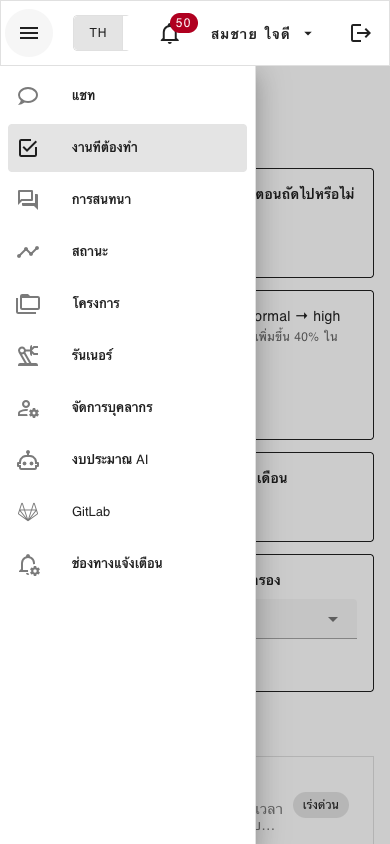 TH
50
สมชาย ใจดี
แชท
งานที่ต้องทำ
การสนทนา
สถานะ
โครงการ
รันเนอร์
จัดการบุคลากร
งบประมาณ AI
GitLab
ช่องทางแจ้งเตือน
ตอนถัดไปหรือไม่
ormal → high
เพิ่มขึ้น 40% ใน
เดือน
กรอง
เวลา
เร่งด่วน